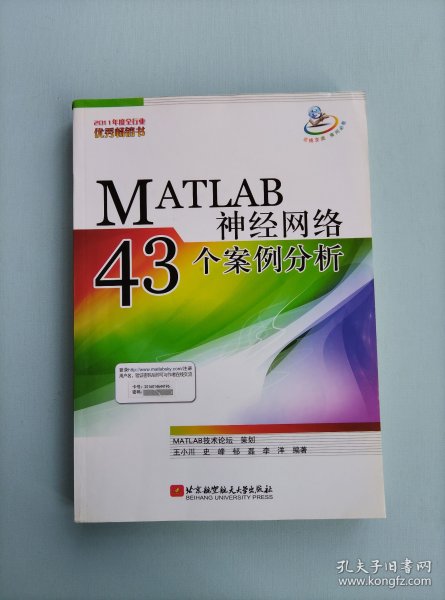 2011年度全行业
优秀畅销书
MATLAB
神经网络
43
个案例分析
MATLAB技术论坛 策划
王小川 史峰 郁磊 李洋 编著
北京航空航天大学出版社
BEIHANG UNIVERSITY PRESS
孔夫子旧书网
www.kongfz.com